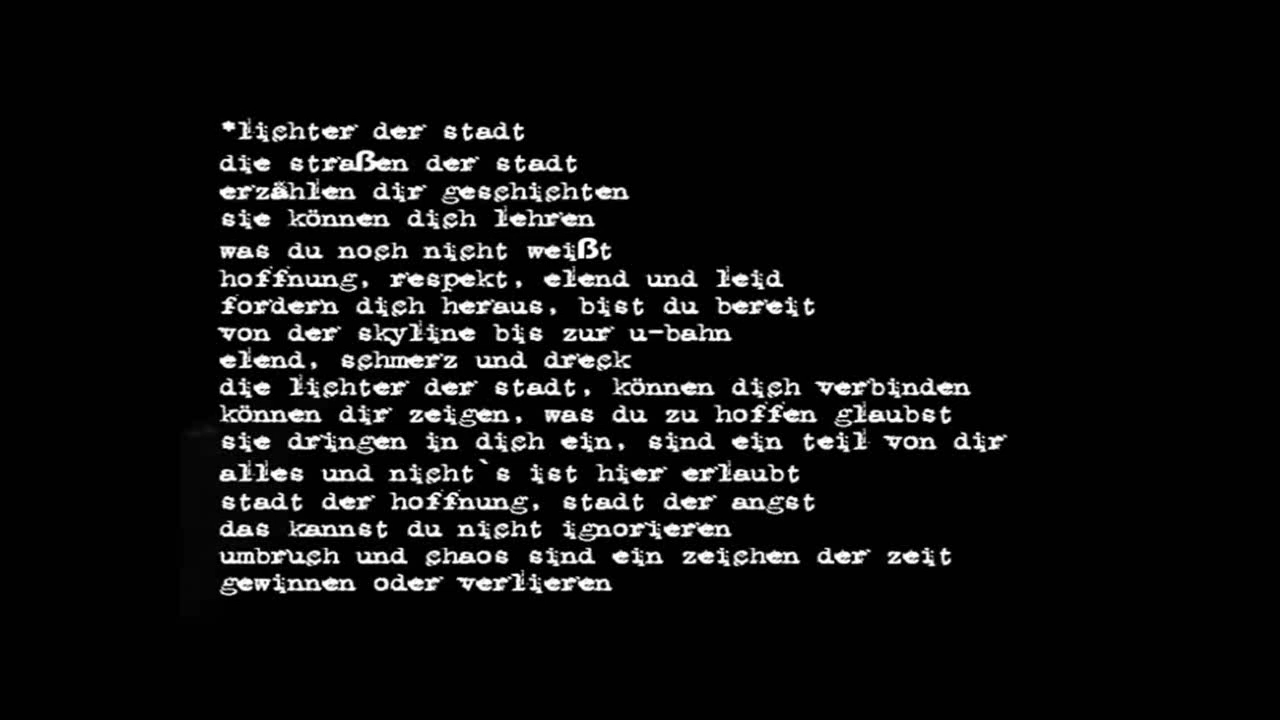 *lichter der stadt
die straßen der stadt
erzählen dir geschichten
sie können dich lehren
was du noch nicht weißt
hoffnung, respekt, elend und leid
fordern dich heraus, bist du bereit
von der skyline bis zur u-bahn
elend, schmerz und dreck
die lichter der stadt, können dich verbinden
können dir zeigen, was du zu hoffen glaubst
sie dringen in dich ein, sind ein teil von dir
alles und nicht`s ist hier erlaubt
stadt der hoffnung, stadt der angst
das kannst du nicht ignorieren
umbruch und chaos sind ein zeichen der zeit
gewinnen oder verlieren